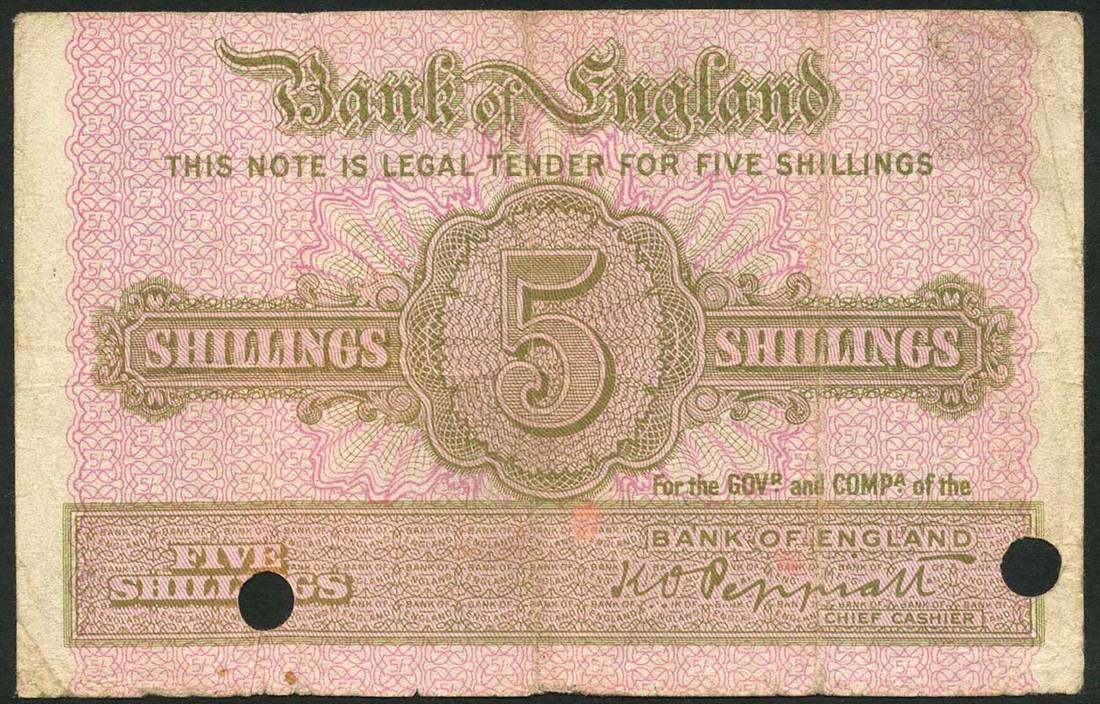 Bank of England
THIS NOTE IS LEGAL TENDER FOR FIVE SHILLINGS
5
SHILLINGS SHILLINGS
For the GOVR and COMPA of the
BANK·OF·ENGLAND
FIVE
SHILLINGS
K O Peppiatt
CHIEF CASHIER